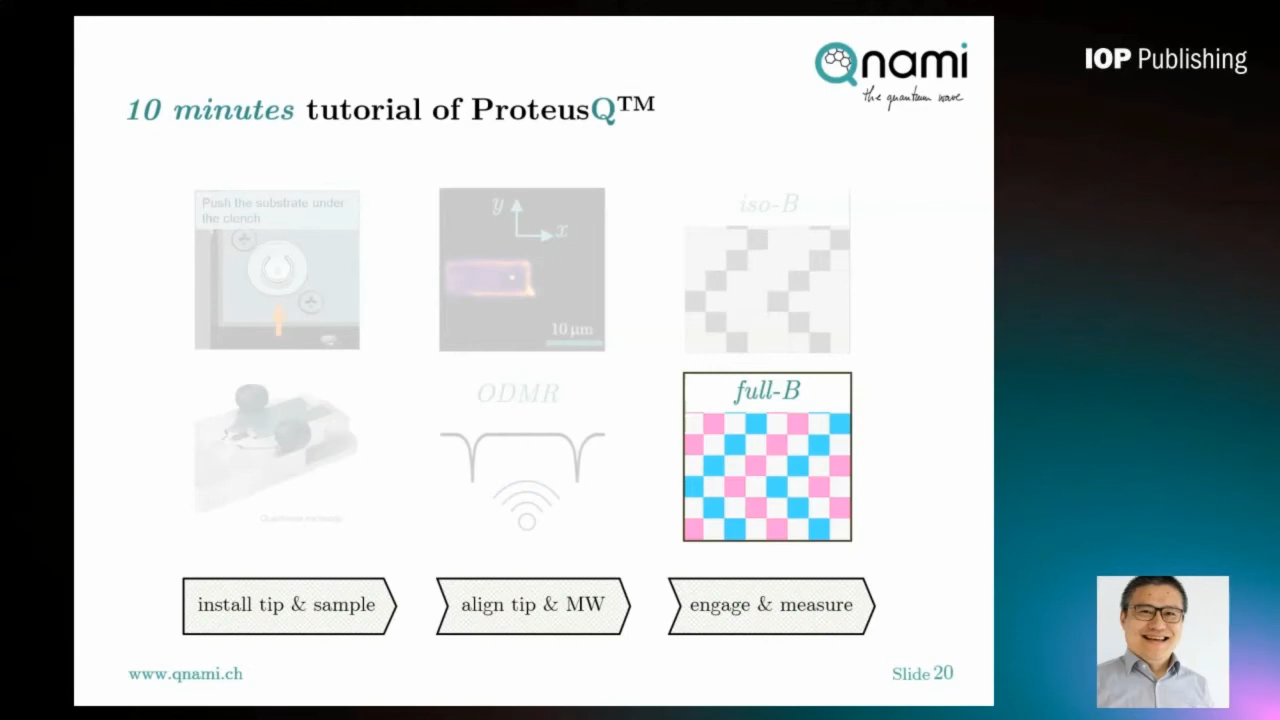 Qnami
the quantum wave
IOP Publishing
10 minutes tutorial of ProteusQ™
Push the substrate under
the clench
y
x
10 μm
iso-B
ODMR
full-B
install tip & sample
align tip & MW
engage & measure
www.qnami.ch
Slide 20